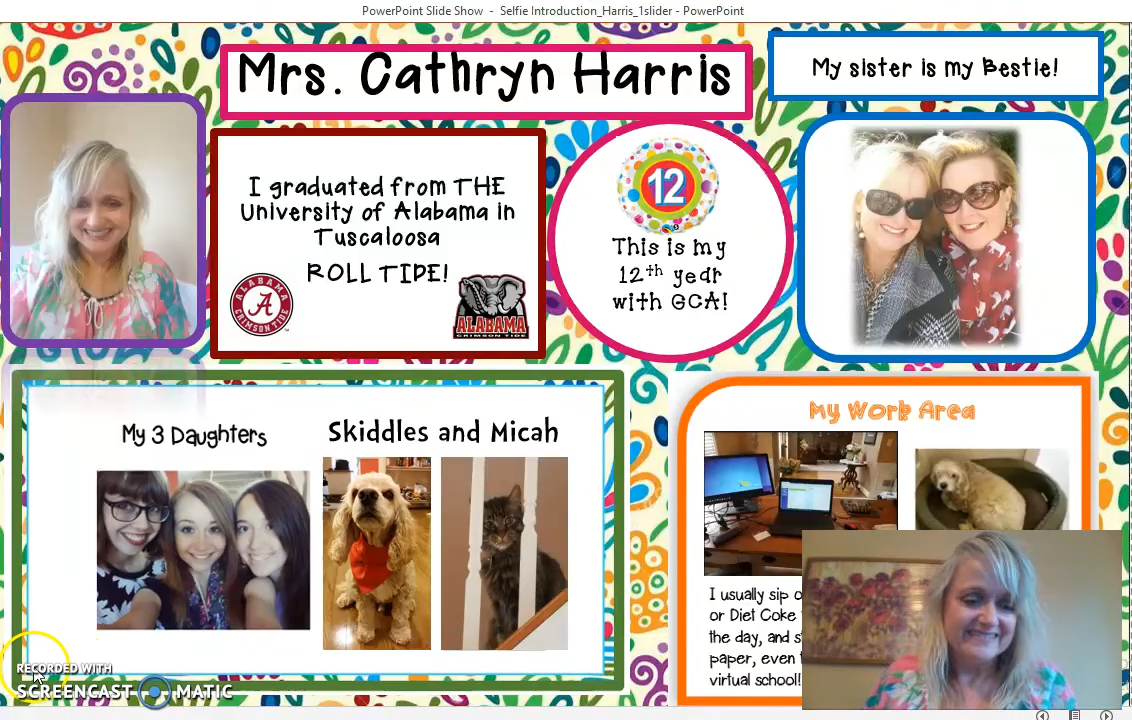 PowerPoint Slide Show - Selfie Introduction_Harris_1slider - PowerPoint
Mrs. Cathryn Harris
My sister is my Bestie!
I graduated from THE
University of Alabama in
Tuscaloosa
ROLL TIDE!
ALABAMA
A
CRIMSON TIDE
ALABAMA
CRIMSON TIDE
12
This is my
12th year
with GCA!
My 3 Daughters
Skiddles and Micah
My Work Area
I usually sip
or Diet Coke
the day, and
paper, even
virtual school!
RECORDED WITH
SCREENCAST MATIC